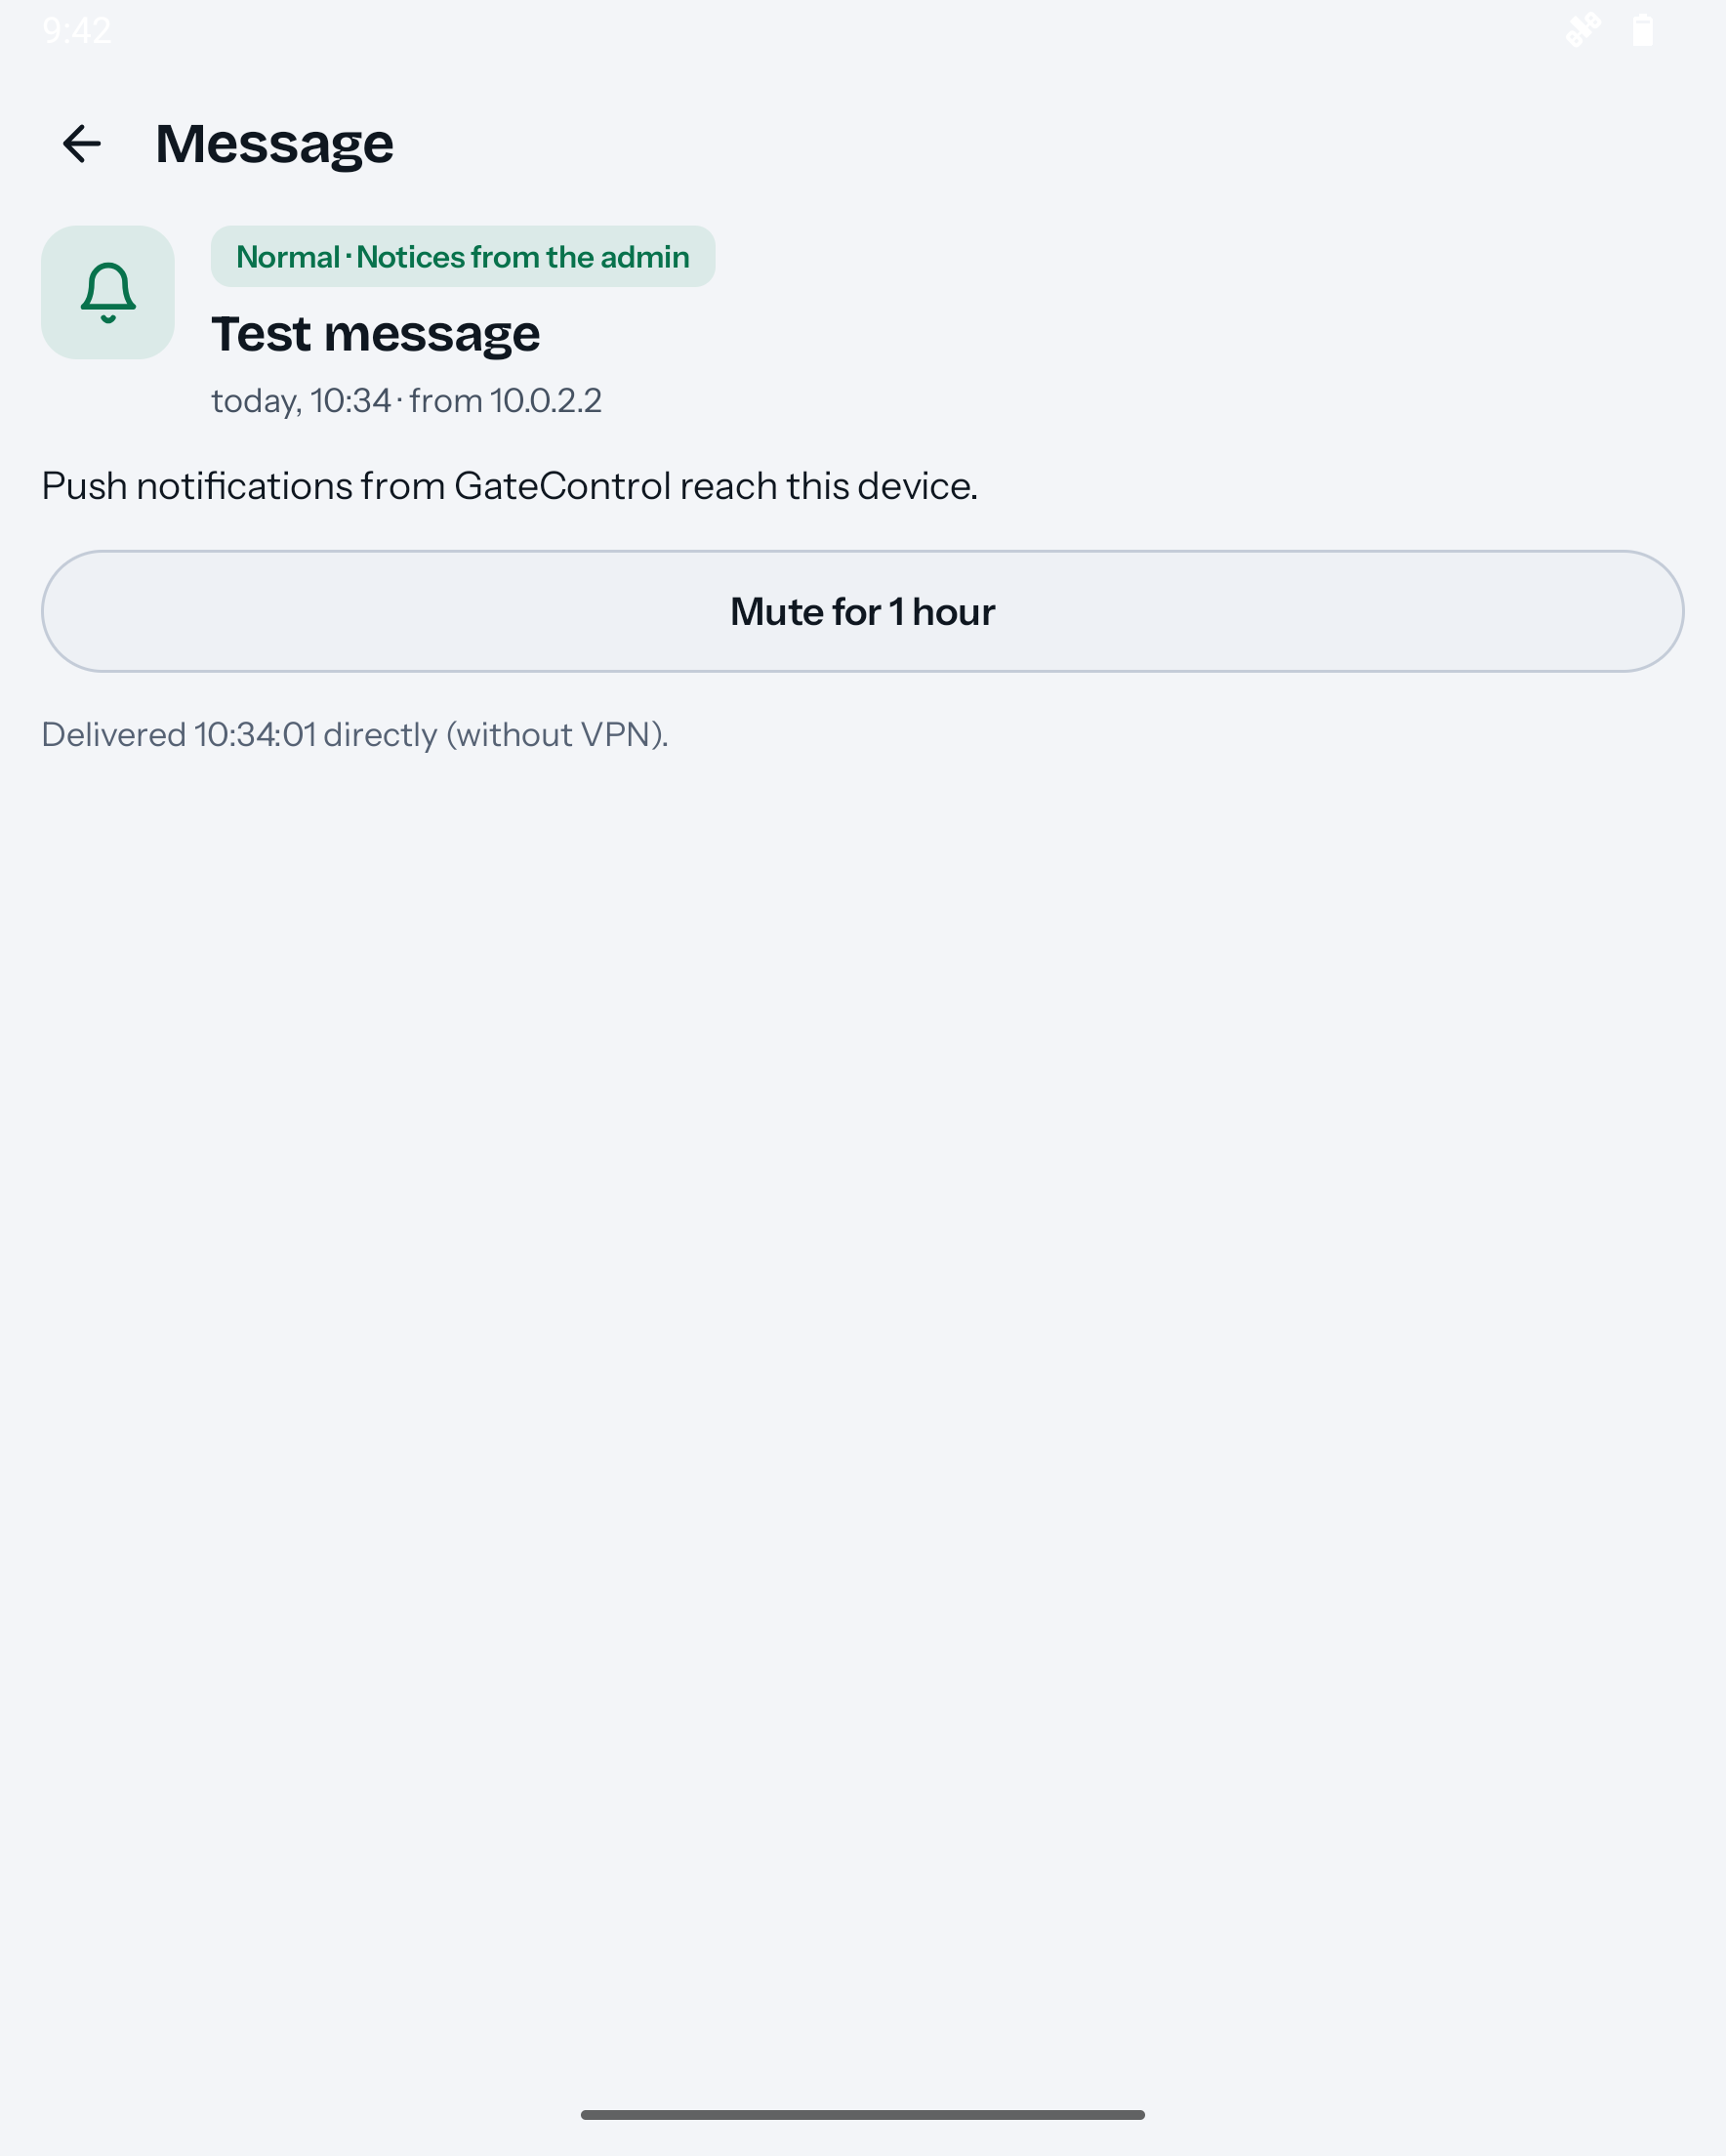 9:42
Message
Normal · Notices from the admin
Test message
today, 10:34 · from 10.0.2.2
Push notifications from GateControl reach this device.
Mute for 1 hour
Delivered 10:34:01 directly (without VPN).